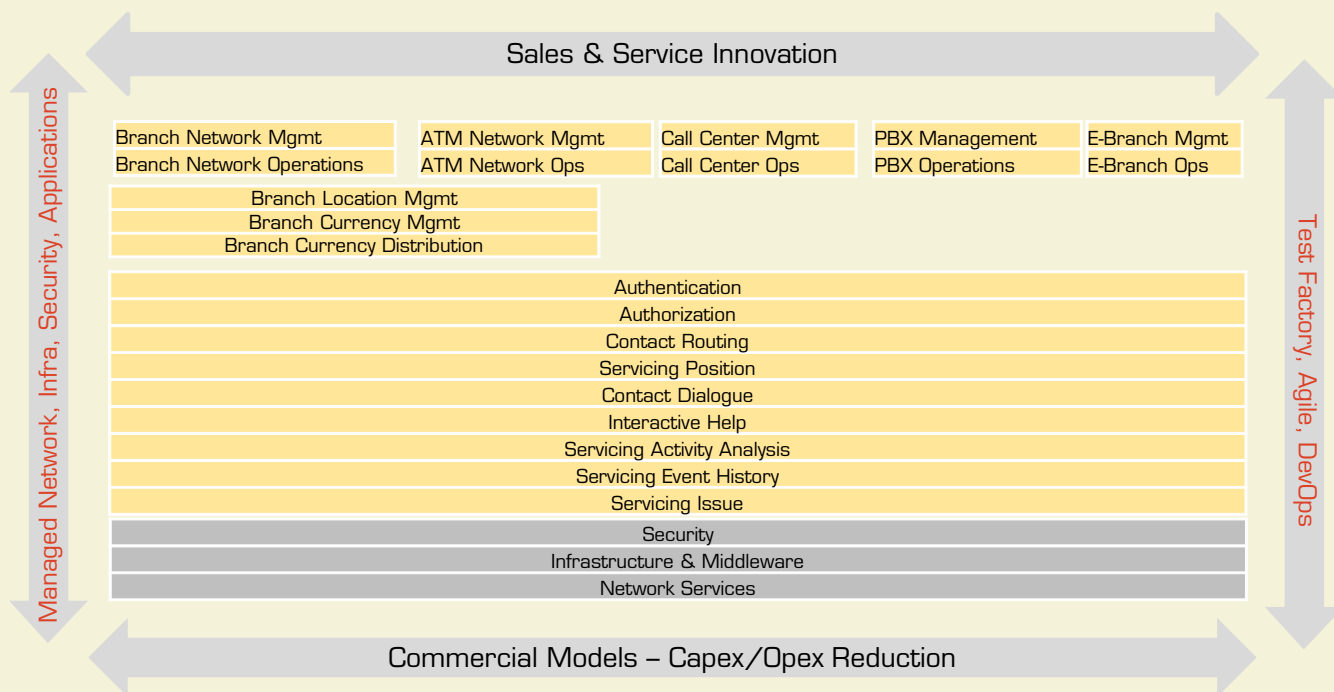 Sales & Service Innovation
Managed Network, Infra, Security, Applications
Branch Network Mgmt
Branch Network Operations
ATM Network Mgmt
ATM Network Ops
Call Center Mgmt
Call Center Ops
PBX Management
PBX Operations
E-Branch Mgmt
E-Branch Ops
Branch Location Mgmt
Branch Currency Mgmt
Branch Currency Distribution
Authentication
Authorization
Contact Routing
Servicing Position
Contact Dialogue
Interactive Help
Servicing Activity Analysis
Servicing Event History
Servicing Issue
Security
Infrastructure & Middleware
Network Services
Test Factory, Agile, DevOps
Commercial Models – Capex/Opex Reduction